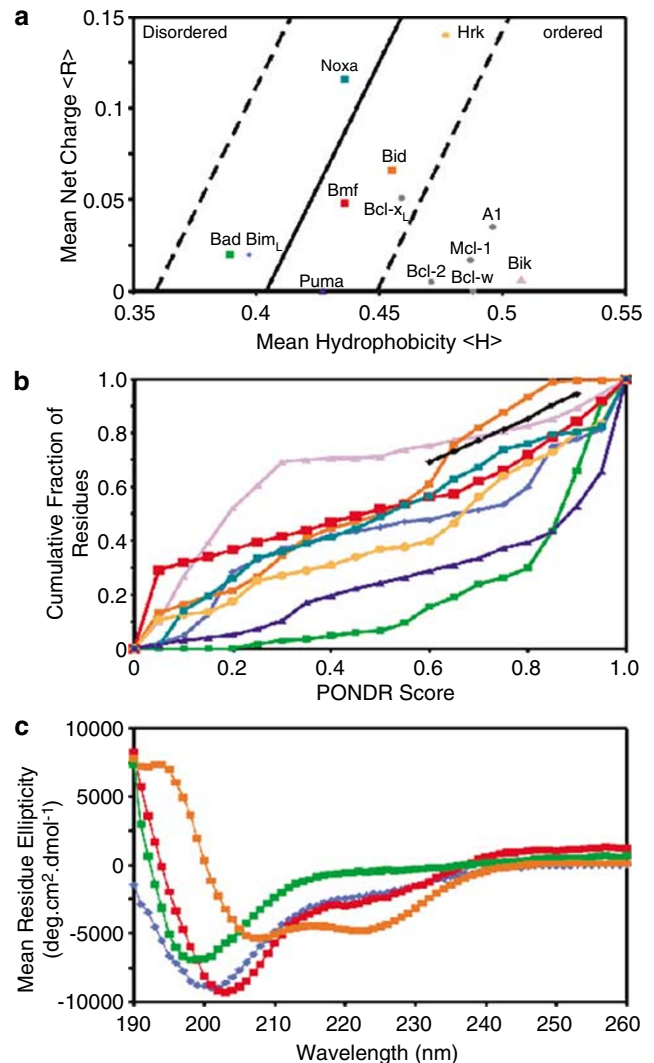 a
Disordered
ordered
Hrk
Noxa
Bid
Bmf
Bcl-xL
A1
Bad BimL
Mcl-1
Bcl-2
Bcl-w
Bik
Puma
0.15
0.1
0.05
0
0.35
0.4
0.45
0.5
0.55
Mean Net Charge <R>
Mean Hydrophobicity <H>
b
1.0
0.8
0.6
0.4
0.2
0
0
0.2
0.4
0.6
0.8
1.0
Cumulative Fraction of
Residues
PONDR Score
c
10000
5000
0
-5000
-10000
190
200
210
220
230
240
250
260
Mean Residue Ellipticity
(deg.cm².dmol⁻¹)
Wavelength (nm)